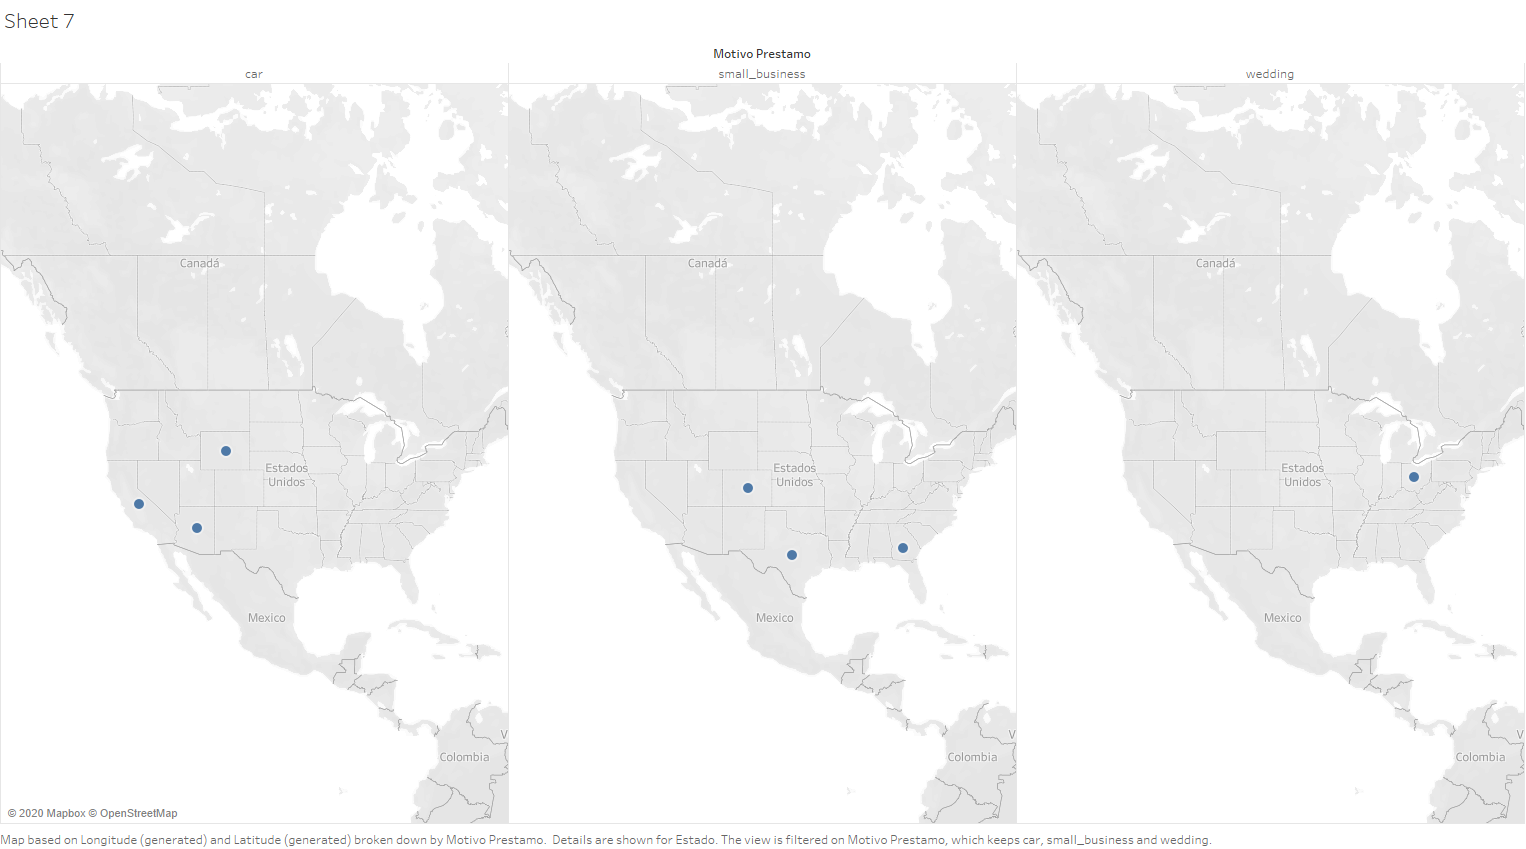 Sheet 7
Motivo Prestamo
car
small_business
wedding
Canadá
Canadá
Canadá
Estados
Unidos
Estados
Unidos
Estados
Unidos
Mexico
Mexico
Mexico
V
V
V
Colombia
Colombia
Colombia
© 2020 Mapbox © OpenStreetMap
Map based on Longitude (generated) and Latitude (generated) broken down by Motivo Prestamo.  Details are shown for Estado. The view is filtered on Motivo Prestamo, which keeps car, small_business and wedding.